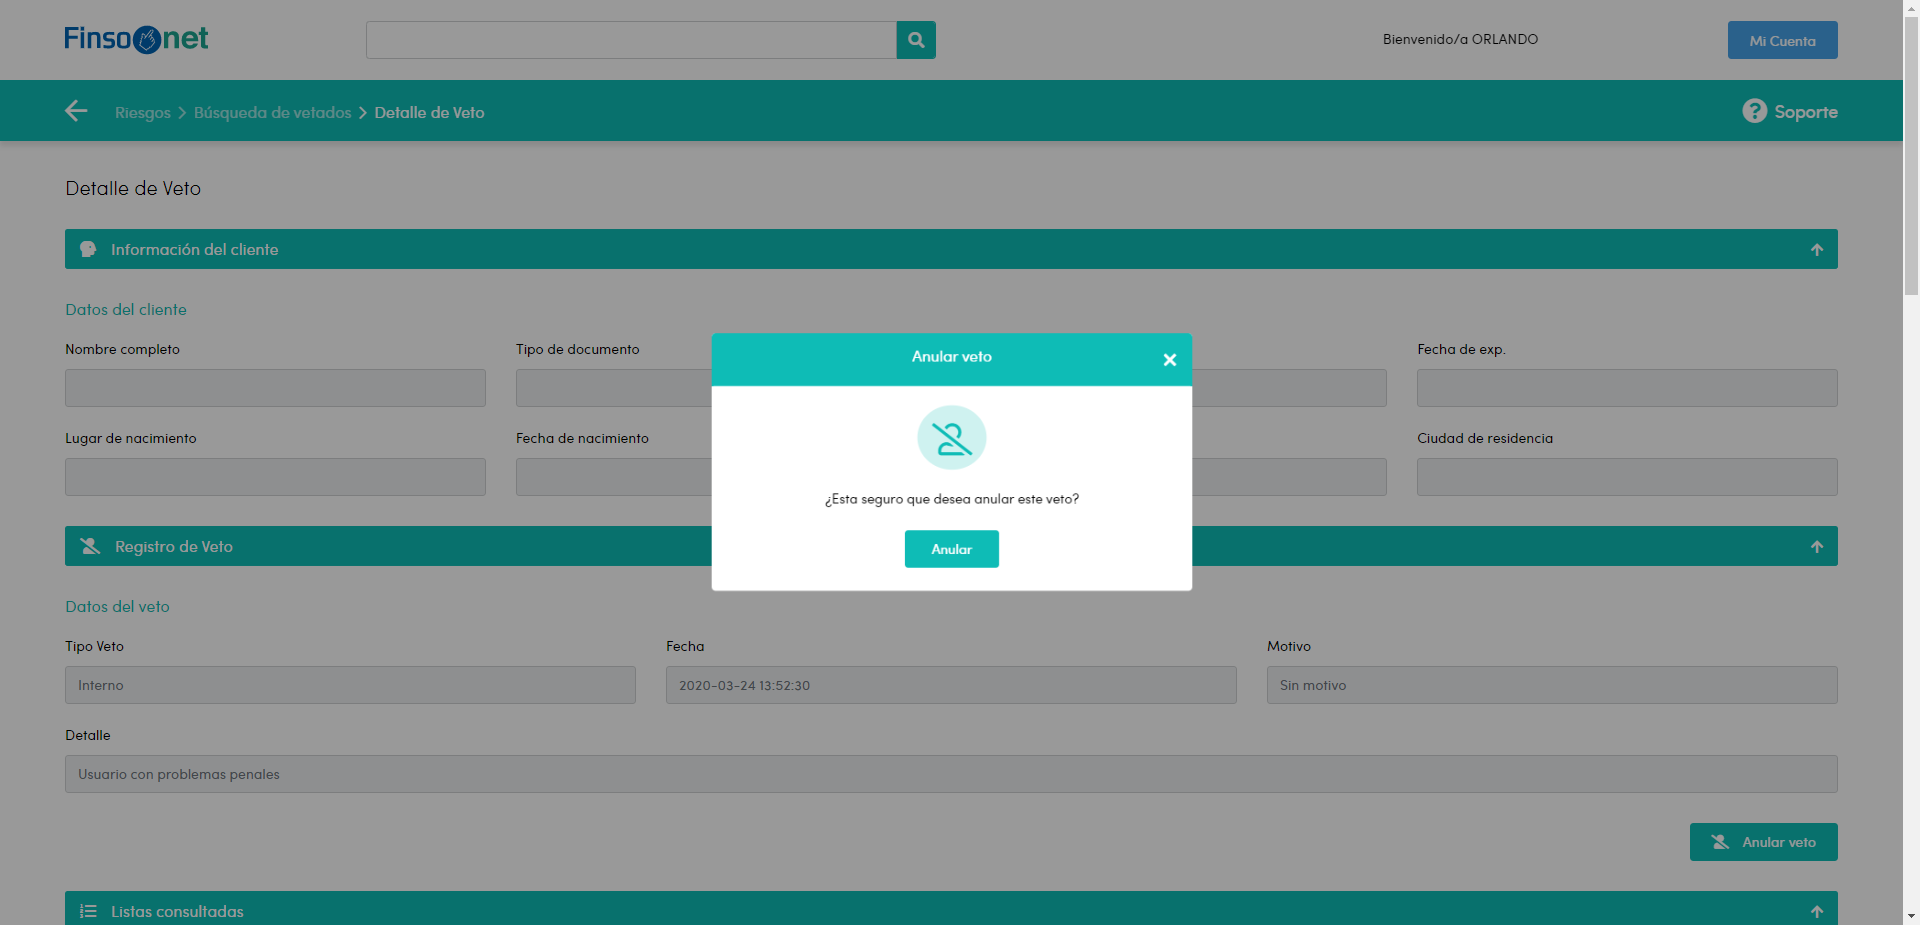 Finsonet
Bienvenido/a ORLANDO
Mi Cuenta
Riesgos > Búsqueda de vetados > Detalle de Veto
Soporte
Detalle de Veto
Información del cliente
Datos del cliente
Nombre completo
Tipo de documento
Fecha de exp.
Lugar de nacimiento
Fecha de nacimiento
Ciudad de residencia
Anular veto
¿Esta seguro que desea anular este veto?
Anular
Registro de Veto
Datos del veto
Tipo Veto
Fecha
Motivo
Interno
2020-03-24 13:52:30
Sin motivo
Detalle
Usuario con problemas penales
Anular veto
Listas consultadas